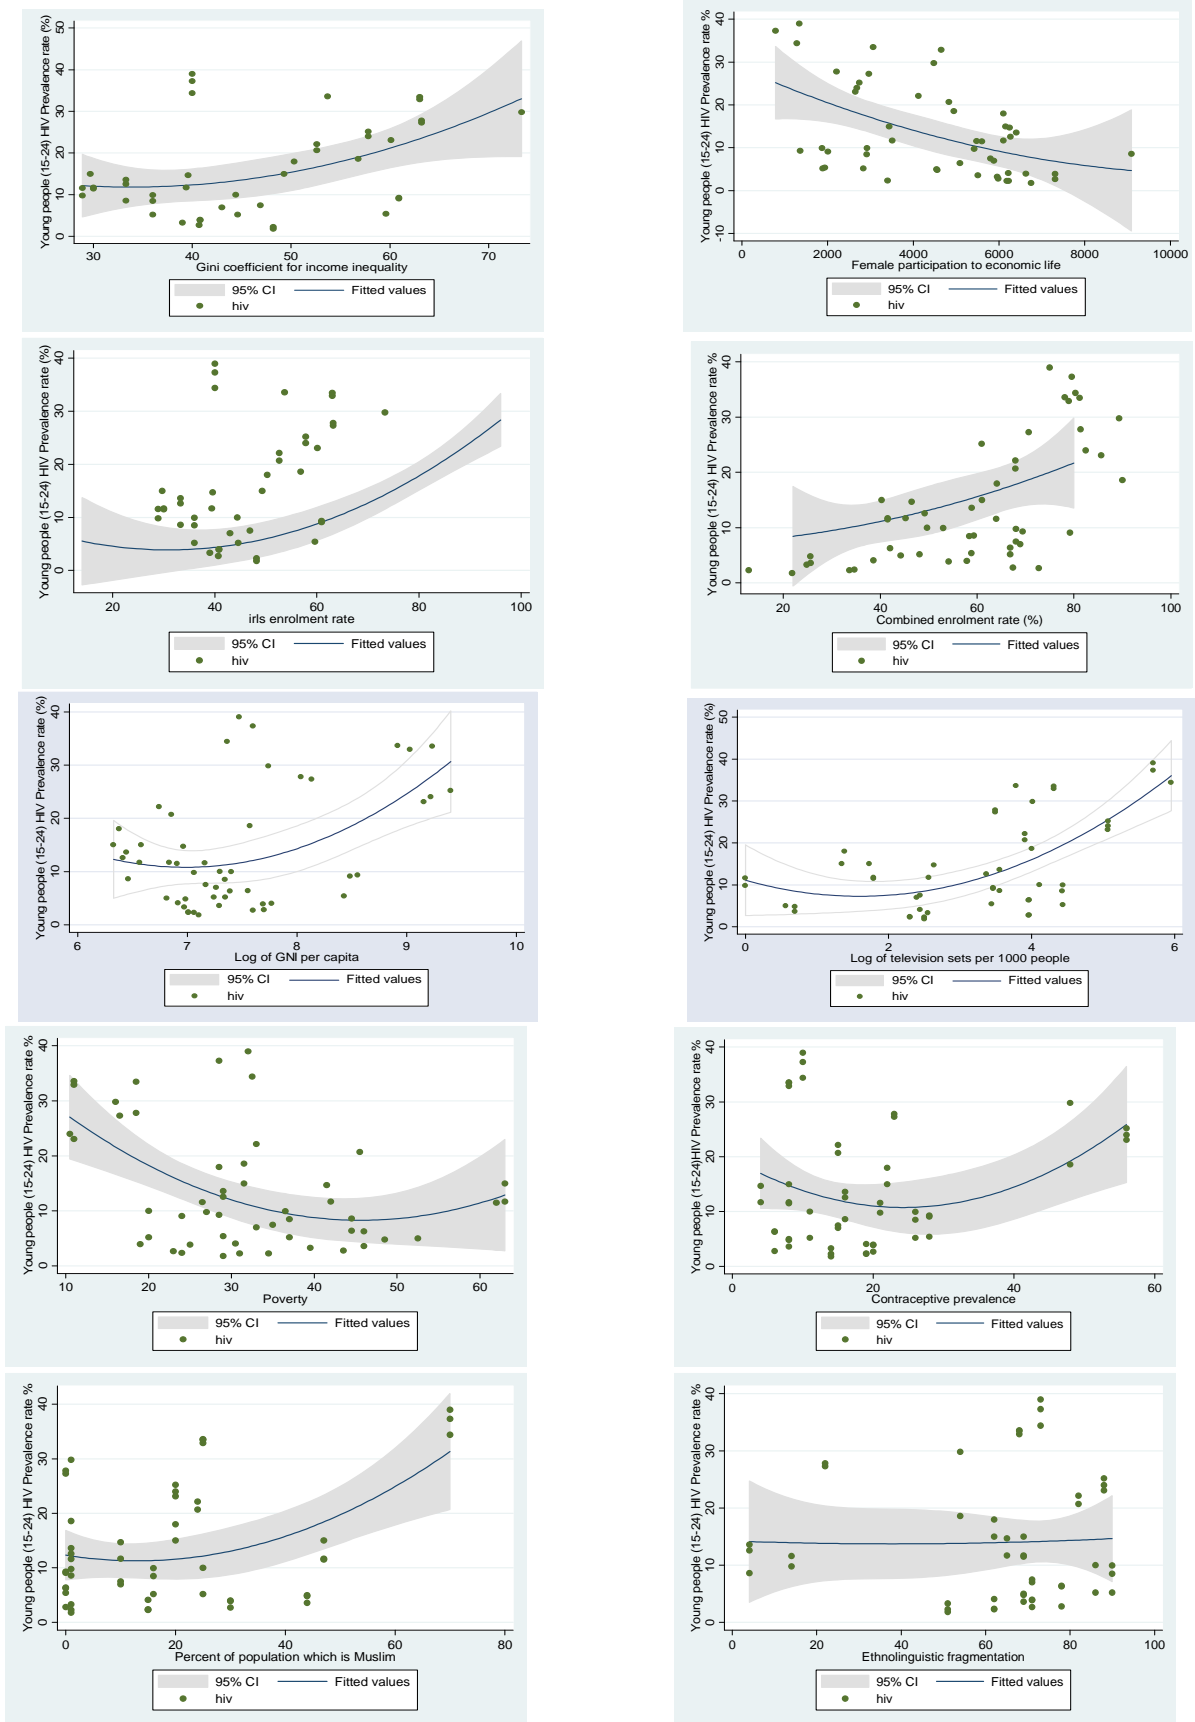 Young people (15-24) HIV Prevalence rate (%)
0 10 20 30 40 50
30 40 50 60 70
Gini coefficient for income inequality
95% CI Fitted values
hiv
Young people (15-24) HIV Prevalence rate %
-10 0 10 20 30 40
0 2000 4000 6000 8000 10000
Female participation to economic life
95% CI Fitted values
hiv
Young people (15-24) HIV Prevalence rate (%)
0 10 20 30 40
20 40 60 80 100
irls enrolment rate
95% CI Fitted values
hiv
Young people (15-24) HIV Prevalence rate %
0 10 20 30 40
20 40 60 80 100
Combined enrolment rate (%)
95% CI Fitted values
hiv
Young people (15-24) HIV Prevalence rate (%)
0 10 20 30 40
6 7 8 9 10
Log of GNI per capita
95% CI Fitted values
hiv
Young people (15-24) HIV Prevalence rate (%)
0 10 20 30 40 50
0 2 4 6
Log of television sets per 1000 people
95% CI Fitted values
hiv
Young people (15-24) HIV Prevalence rate %
0 10 20 30 40
10 20 30 40 50 60
Poverty
95% CI Fitted values
hiv
Young people (15-24)HIV Prevalence rate %
0 10 20 30 40
0 20 40 60
Contraceptive prevalence
95% CI Fitted values
hiv
Young people (15-24) HIV Prevalence rate %
0 10 20 30 40
0 20 40 60 80
Percent of population which is Muslim
95% CI Fitted values
hiv
Young people (15-24) HIV Prevalence rate %
0 10 20 30 40
0 20 40 60 80 100
Ethnolinguistic fragmentation
95% CI Fitted values
hiv